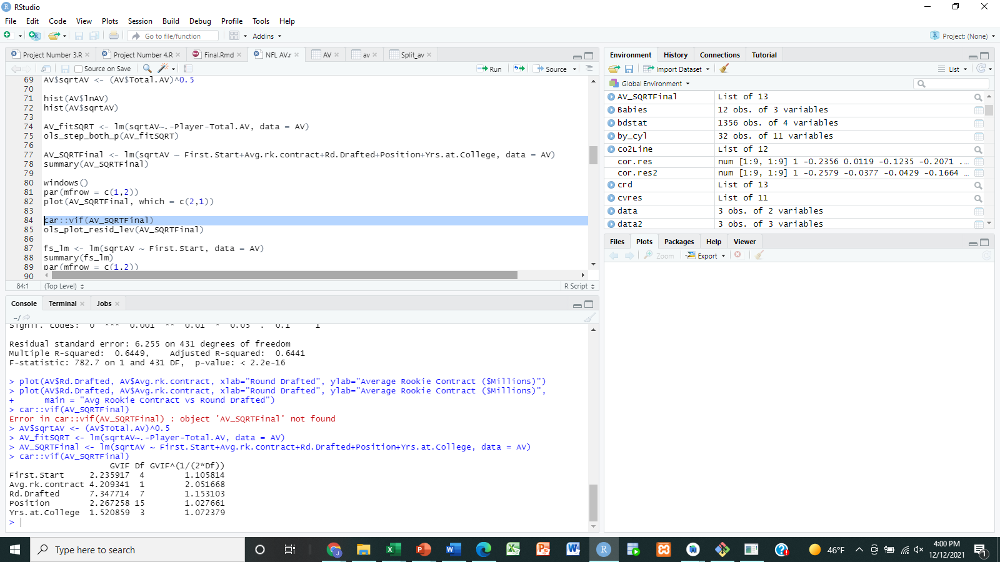 RStudio
File Edit Code View Plots Session Build Debug Profile Tools Help
Go to file/function Addins Project: (None)
Project Number 3.R Project Number 4.R Final.Rmd NFL AV.r AV av Split_av
Source on Save Run Source
69 AV$sqrtAV <- (AV$Total.AV)^0.5
70
71 hist(AV$lnAV)
72 hist(AV$sqrtAV)
73
74 AV_fitSQRT <- lm(sqrtAV~.-Player-Total.AV, data = AV)
75 ols_step_both_p(AV_fitSQRT)
76
77 AV_SQRTFinal <- lm(sqrtAV ~ First.Start+Avg.rk.contract+Rd.Drafted+Position+Yrs.at.College, data = AV)
78 summary(AV_SQRTFinal)
79
80 windows()
81 par(mfrow = c(1,2))
82 plot(AV_SQRTFinal, which = c(2,1))
83
84 car::vif(AV_SQRTFinal)
85 ols_plot_resid_lev(AV_SQRTFinal)
86
87 fs_lm <- lm(sqrtAV ~ First.Start, data = AV)
88 summary(fs_lm)
89 par(mfrow = c(1,2))
90
84:1 (Top Level) R Script
Console Terminal Jobs
~/
Signif. codes: 0 '***' 0.001 '**' 0.01 '*' 0.05 '.' 0.1 ' ' 1
Residual standard error: 6.255 on 431 degrees of freedom
Multiple R-squared: 0.6449, Adjusted R-squared: 0.6441
F-statistic: 782.7 on 1 and 431 DF, p-value: < 2.2e-16
> plot(AV$Rd.Drafted, AV$Avg.rk.contract, xlab="Round Drafted", ylab="Average Rookie Contract ($Millions)")
> plot(AV$Rd.Drafted, AV$Avg.rk.contract, xlab="Round Drafted", ylab="Average Rookie Contract ($Millions)",
+ main = "Avg Rookie Contract vs Round Drafted")
> car::vif(AV_SQRTFinal)
Error in car::vif(AV_SQRTFinal) : object 'AV_SQRTFinal' not found
> AV$sqrtAV <- (AV$Total.AV)^0.5
> AV_fitSQRT <- lm(sqrtAV~.-Player-Total.AV, data = AV)
> AV_SQRTFinal <- lm(sqrtAV ~ First.Start+Avg.rk.contract+Rd.Drafted+Position+Yrs.at.College, data = AV)
> car::vif(AV_SQRTFinal)
GVIF Df GVIF^(1/(2*Df))
First.Start 2.235917 4 1.105814
Avg.rk.contract 4.209341 1 2.051668
Rd.Drafted 7.347714 7 1.153103
Position 2.267258 15 1.027661
Yrs.at.College 1.520859 3 1.072379
>
Environment History Connections Tutorial
Import Dataset List
Global Environment
AV_SQRTFinal List of 13
Babies 12 obs. of 3 variables
bdstat 1356 obs. of 4 variables
by_cyl 32 obs. of 11 variables
co2Line List of 12
cor.res num [1:9, 1:9] 1 -0.2356 0.0119 -0.1235 -0.2071 ...
cor.res2 num [1:9, 1:9] 1 -0.2579 -0.0377 -0.0429 -0.1664 ...
crd List of 13
cvres List of 11
data 3 obs. of 2 variables
data2 3 obs. of 3 variables
Files Plots Packages Help Viewer
Zoom Export
Type here to search
46°F
4:00 PM
12/12/2021
1